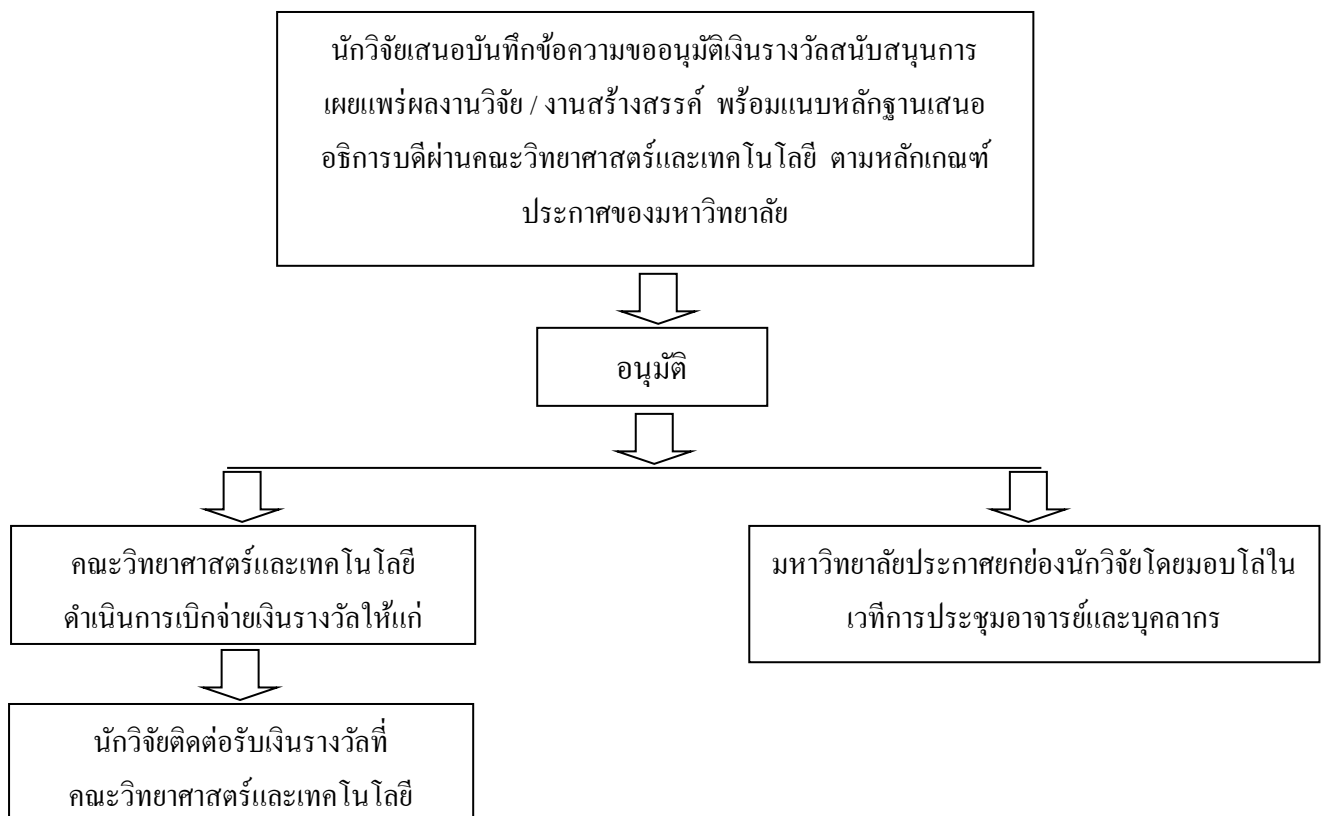 นักวิจัยเสนอบันทึกข้อความขออนุมัติเงินรางวัลสนับสนุนการ
เผยแพร่ผลงานวิจัย / งานสร้างสรรค์ พร้อมแนบหลักฐานเสนอ
อธิการบดีผ่านคณะวิทยาศาสตร์และเทคโนโลยี ตามหลักเกณฑ์
ประกาศของมหาวิทยาลัย
อนุมัติ
คณะวิทยาศาสตร์และเทคโนโลยี
ดำเนินการเบิกจ่ายเงินรางวัลให้แก่
มหาวิทยาลัยประกาศยกย่องนักวิจัยโดยมอบโล่ใน
เวทีการประชุมอาจารย์และบุคลากร
นักวิจัยติดต่อรับเงินรางวัลที่
คณะวิทยาศาสตร์และเทคโนโลยี